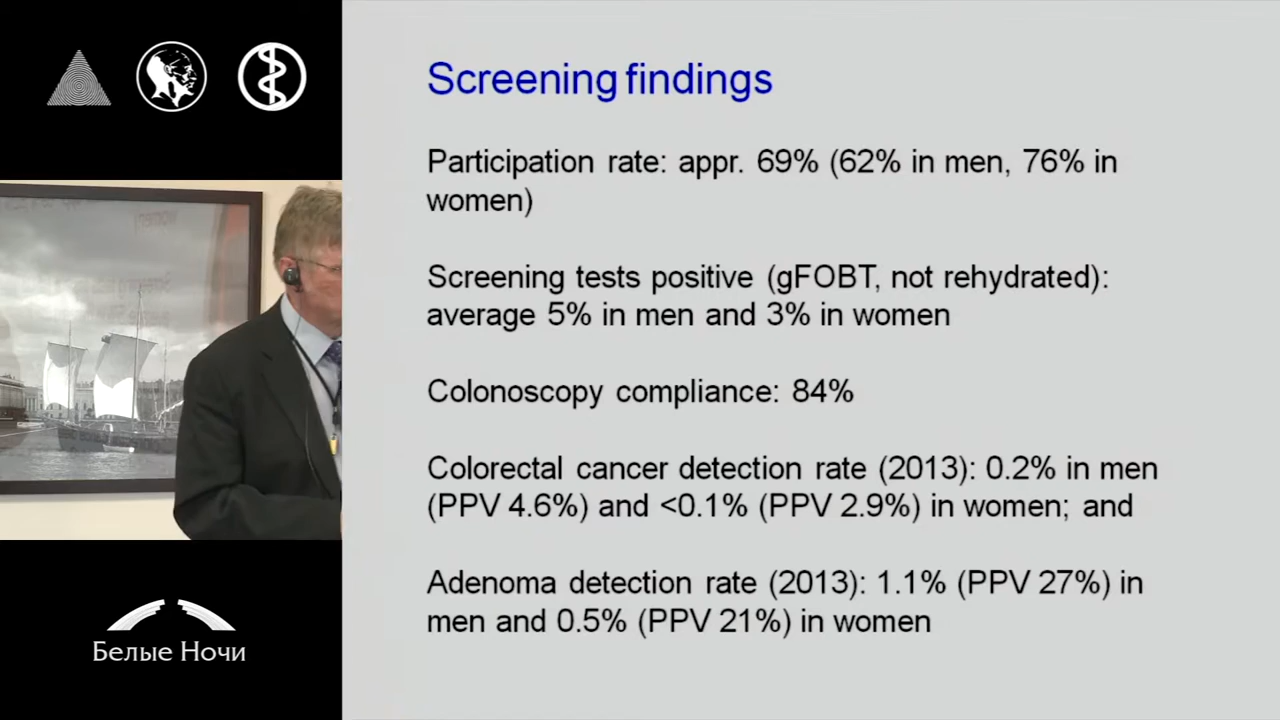 Screening findings
Participation rate: appr. 69% (62% in men, 76% in
women)
Screening tests positive (gFOBT, not rehydrated):
average 5% in men and 3% in women
Colonoscopy compliance: 84%
Colorectal cancer detection rate (2013): 0.2% in men
(PPV 4.6%) and <0.1% (PPV 2.9%) in women; and
Adenoma detection rate (2013): 1.1% (PPV 27%) in
men and 0.5% (PPV 21%) in women
Белые Ночи